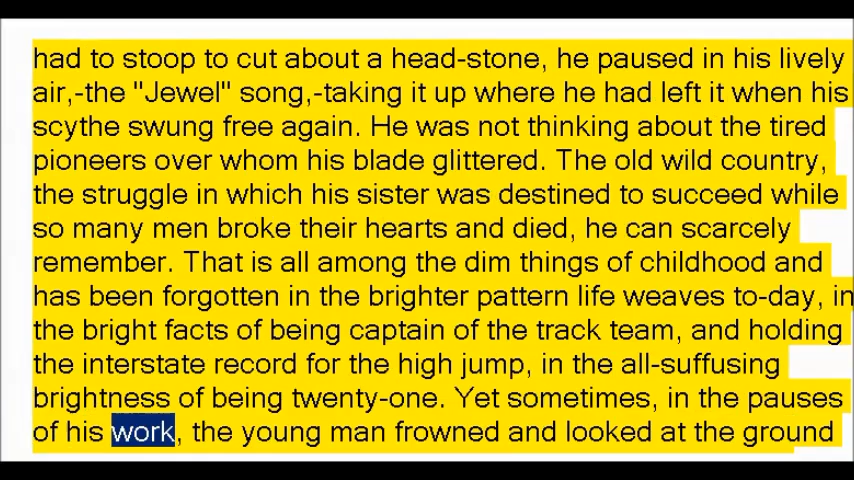 had to stoop to cut about a head-stone, he paused in his lively
air,-the "Jewel" song,-taking it up where he had left it when his
scythe swung free again. He was not thinking about the tired
pioneers over whom his blade glittered. The old wild country,
the struggle in which his sister was destined to succeed while
so many men broke their hearts and died, he can scarcely
remember. That is all among the dim things of childhood and
has been forgotten in the brighter pattern life weaves to-day, in
the bright facts of being captain of the track team, and holding
the interstate record for the high jump, in the all-suffusing
brightness of being twenty-one. Yet sometimes, in the pauses
of his work, the young man frowned and looked at the ground